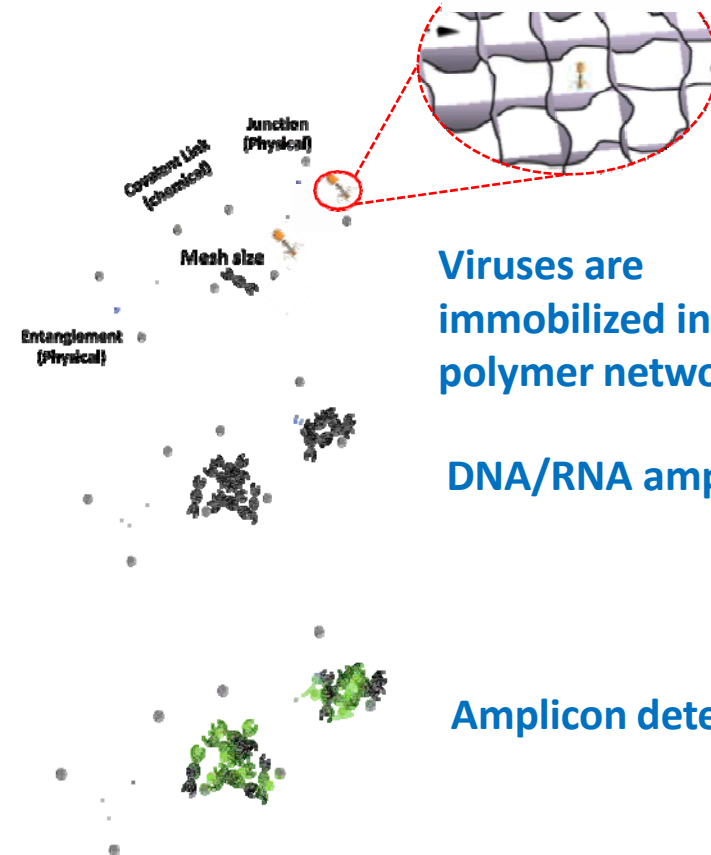 Junction
(Physical)
Covalent Link
(chemical)
Mesh size
Entanglement
(Physical)
Viruses are
immobilized in
polymer netwo
DNA/RNA amp
Amplicon dete